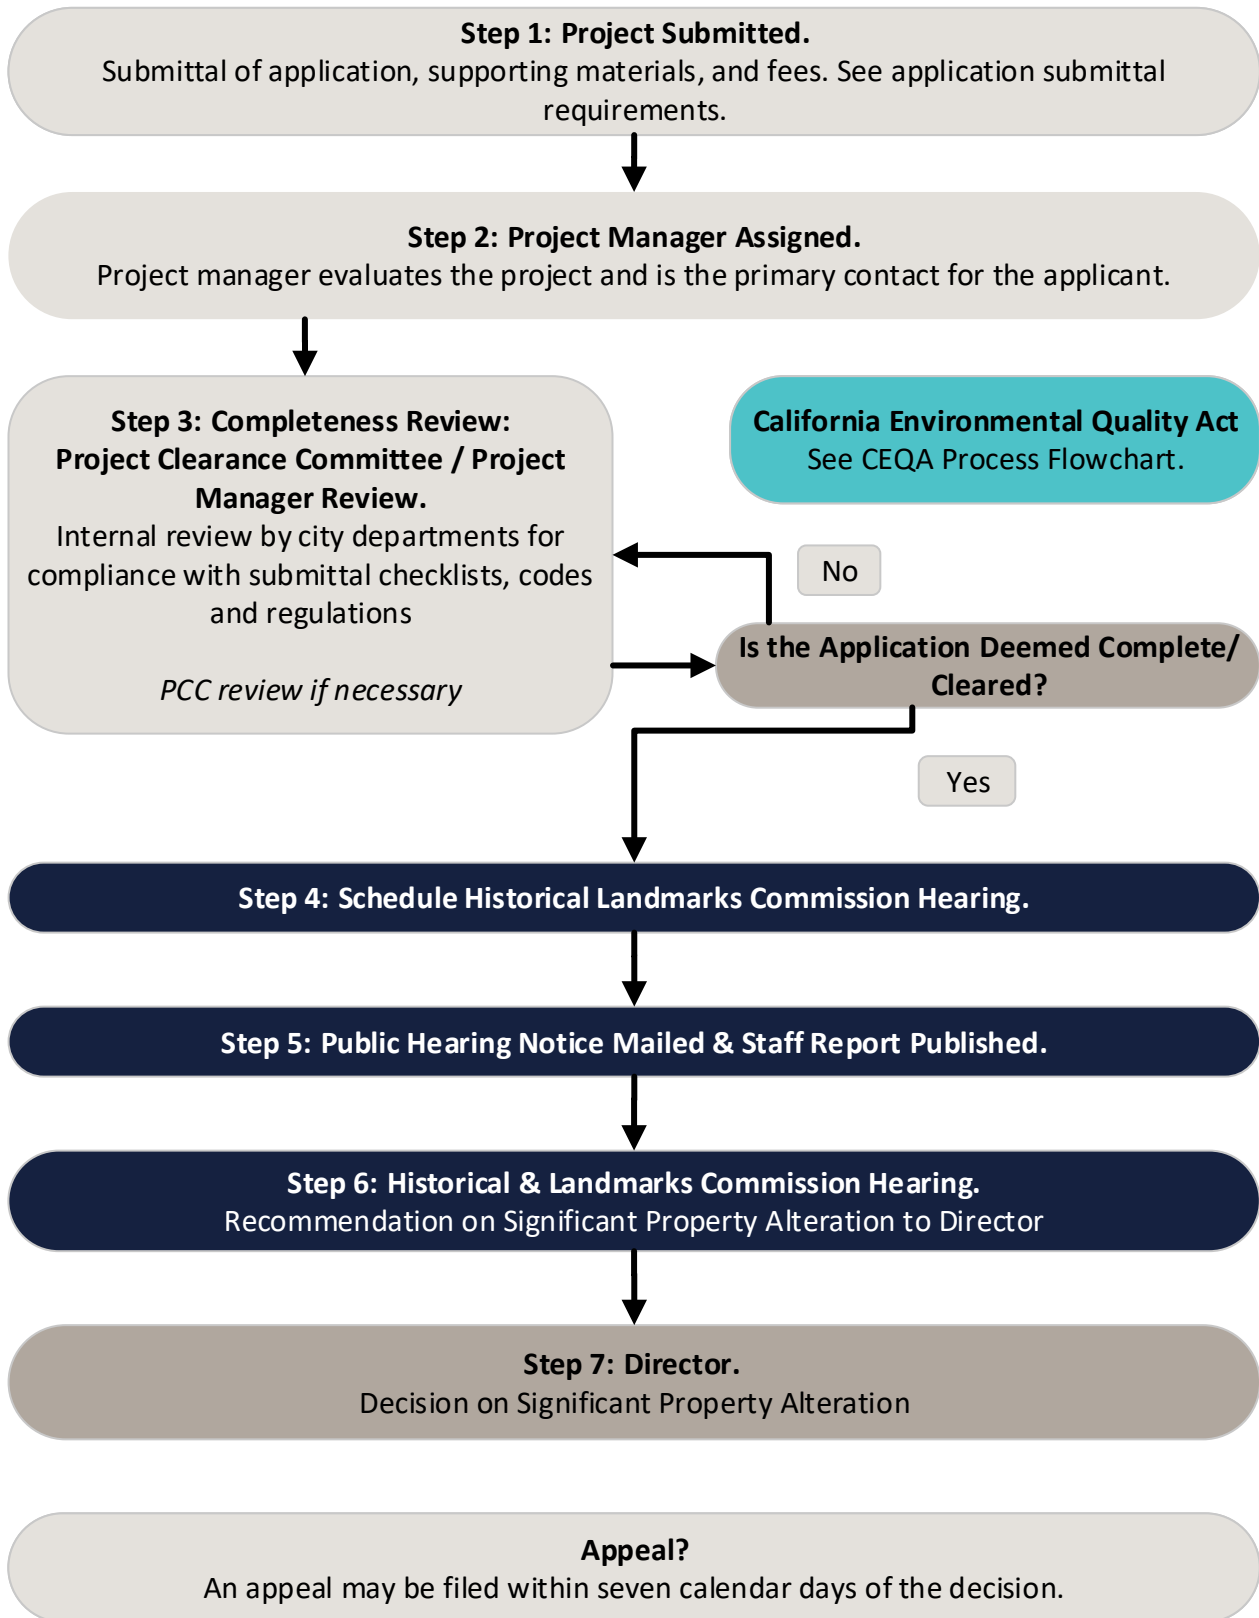 Step 1: Project Submitted.
Submittal of application, supporting materials, and fees. See application submittal
requirements.
Step 2: Project Manager Assigned.
Project manager evaluates the project and is the primary contact for the applicant.
Step 3: Completeness Review:
Project Clearance Committee / Project
Manager Review.
Internal review by city departments for
compliance with submittal checklists, codes
and regulations
PCC review if necessary
California Environmental Quality Act
See CEQA Process Flowchart.
No
Is the Application Deemed Complete/
Cleared?
Yes
Step 4: Schedule Historical Landmarks Commission Hearing.
Step 5: Public Hearing Notice Mailed & Staff Report Published.
Step 6: Historical & Landmarks Commission Hearing.
Recommendation on Significant Property Alteration to Director
Step 7: Director.
Decision on Significant Property Alteration
Appeal?
An appeal may be filed within seven calendar days of the decision.